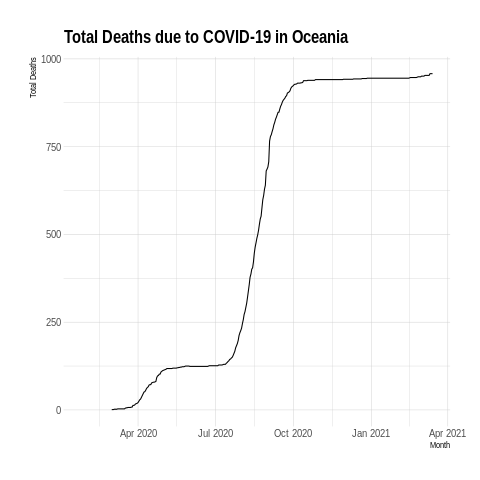 Total Deaths due to COVID-19 in Oceania
Total Deaths
1000
750
500
250
0
Apr 2020 Jul 2020 Oct 2020 Jan 2021 Apr 2021
Month